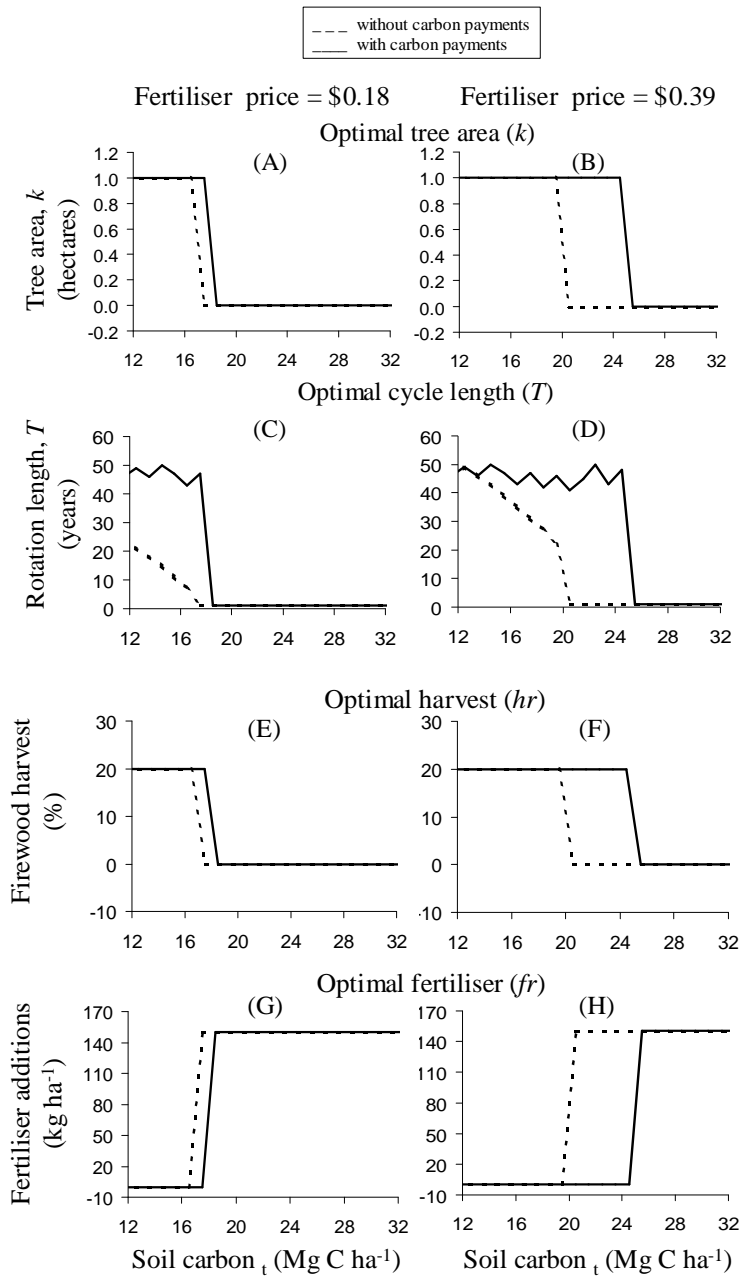 _ _ _ without carbon payments
____ with carbon payments
Fertiliser price = $0.18 Fertiliser price = $0.39
Optimal tree area (k)
(A) (B)
Tree area, k
(hectares)
1.2 1.2
1.0 1.0
0.8 0.8
0.6 0.6
0.4 0.4
0.2 0.2
0.0 0.0
-0.2 -0.2
12 16 20 24 28 32 12 16 20 24 28 32
Optimal cycle length (T)
(C) (D)
Rotation length, T
(years)
60 60
50 50
40 40
30 30
20 20
10 10
0 0
12 16 20 24 28 32 12 16 20 24 28 32
Optimal harvest (hr)
(E) (F)
Firewood harvest
(%)
30 30
20 20
10 10
0 0
-10 -10
12 16 20 24 28 32 12 16 20 24 28 32
Optimal fertiliser (fr)
(G) (H)
Fertiliser additions
(kg ha-1)
170 170
140 140
110 110
80 80
50 50
20 20
-10 -10
12 16 20 24 28 32 12 16 20 24 28 32
Soil carbon t (Mg C ha-1) Soil carbon t (Mg C ha-1)